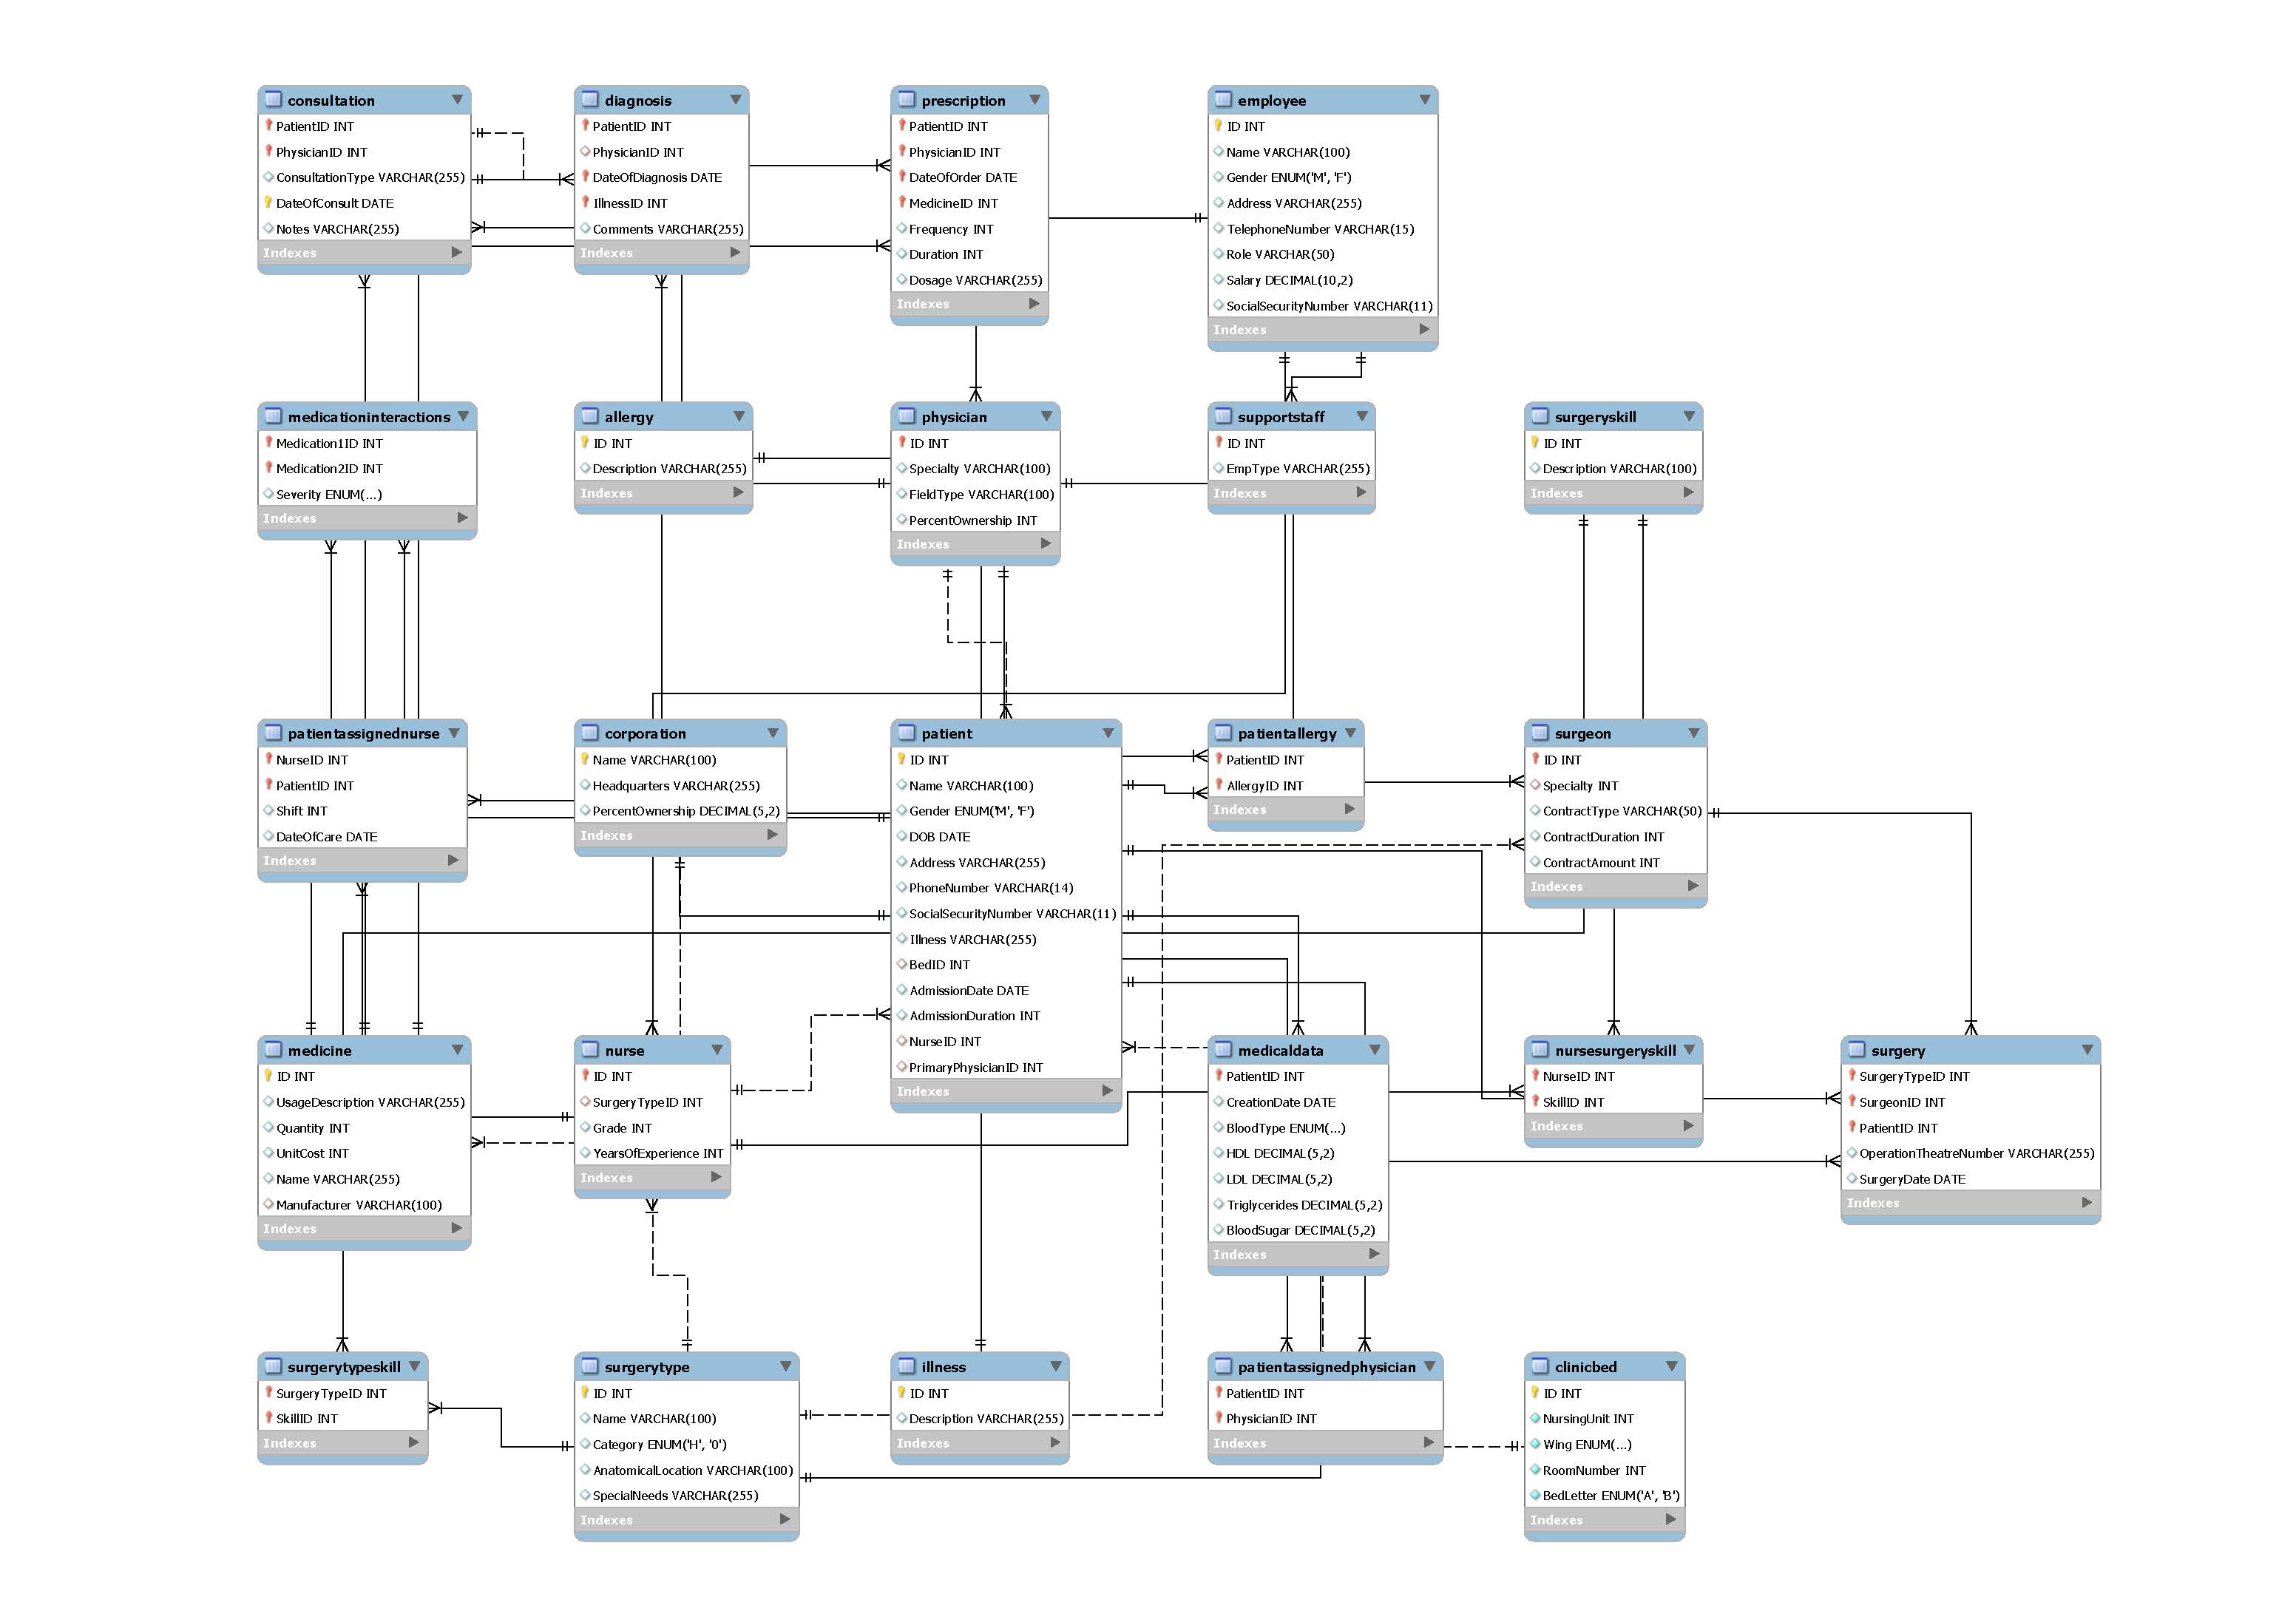 consultation
PatientID INT
PhysicianID INT
ConsultationType VARCHAR(255)
DateOfConsult DATE
Notes VARCHAR(255)
Indexes
diagnosis
PatientID INT
PhysicianID INT
DateOfDiagnosis DATE
IllnessID INT
Comments VARCHAR(255)
Indexes
prescription
PatientID INT
PhysicianID INT
DateOfOrder DATE
MedicineID INT
Frequency INT
Duration INT
Dosage VARCHAR(255)
Indexes
employee
ID INT
Name VARCHAR(100)
Gender ENUM('M', 'F')
Address VARCHAR(255)
TelephoneNumber VARCHAR(15)
Role VARCHAR(50)
Salary DECIMAL(10,2)
SocialSecurityNumber VARCHAR(11)
Indexes
medicationinteractions
Medication1ID INT
Medication2ID INT
Severity ENUM(...)
Indexes
allergy
ID INT
Description VARCHAR(255)
Indexes
physician
ID INT
Specialty VARCHAR(100)
FieldType VARCHAR(100)
PercentOwnership INT
Indexes
supportstaff
ID INT
EmpType VARCHAR(255)
Indexes
surgeryskill
ID INT
Description VARCHAR(100)
Indexes
patientassignednurse
NurseID INT
PatientID INT
Shift INT
DateOfCare DATE
Indexes
corporation
Name VARCHAR(100)
Headquarters VARCHAR(255)
PercentOwnership DECIMAL(5,2)
Indexes
patient
ID INT
Name VARCHAR(100)
Gender ENUM('M', 'F')
DOB DATE
Address VARCHAR(255)
PhoneNumber VARCHAR(14)
SocialSecurityNumber VARCHAR(11)
Illness VARCHAR(255)
BedID INT
AdmissionDate DATE
AdmissionDuration INT
NurseID INT
PrimaryPhysicianID INT
Indexes
patientallergy
PatientID INT
AllergyID INT
Indexes
surgeon
ID INT
Specialty INT
ContractType VARCHAR(50)
ContractDuration INT
ContractAmount INT
Indexes
medicine
ID INT
UsageDescription VARCHAR(255)
Quantity INT
UnitCost INT
Name VARCHAR(255)
Manufacturer VARCHAR(100)
Indexes
nurse
ID INT
SurgeryTypeID INT
Grade INT
YearsOfExperience INT
Indexes
medicaldata
PatientID INT
CreationDate DATE
BloodType ENUM(...)
HDL DECIMAL(5,2)
LDL DECIMAL(5,2)
Triglycerides DECIMAL(5,2)
BloodSugar DECIMAL(5,2)
Indexes
nursesurgeryskill
NurseID INT
SkillID INT
Indexes
surgery
SurgeryTypeID INT
SurgeonID INT
PatientID INT
OperationTheatreNumber VARCHAR(255)
SurgeryDate DATE
Indexes
surgerytypeskill
SurgeryTypeID INT
SkillID INT
Indexes
surgerytype
ID INT
Name VARCHAR(100)
Category ENUM('H', 'O')
AnatomicalLocation VARCHAR(100)
SpecialNeeds VARCHAR(255)
Indexes
illness
ID INT
Description VARCHAR(255)
Indexes
patientassignedphysician
PatientID INT
PhysicianID INT
Indexes
clinicbed
ID INT
NursingUnit INT
Wing ENUM(...)
RoomNumber INT
BedLetter ENUM('A', 'B')
Indexes